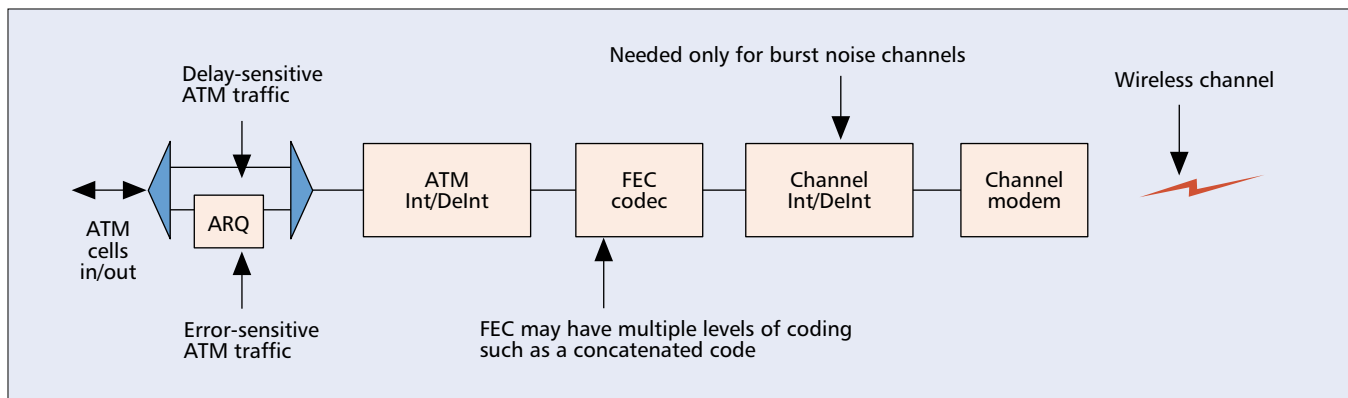 Needed only for burst noise channels
Delay-sensitive
ATM traffic
Wireless channel
ATM
cells
in/out
ARQ
ATM
Int/DeInt
FEC
codec
Channel
Int/DeInt
Channel
modem
Error-sensitive
ATM traffic
FEC may have multiple levels of coding
such as a concatenated code